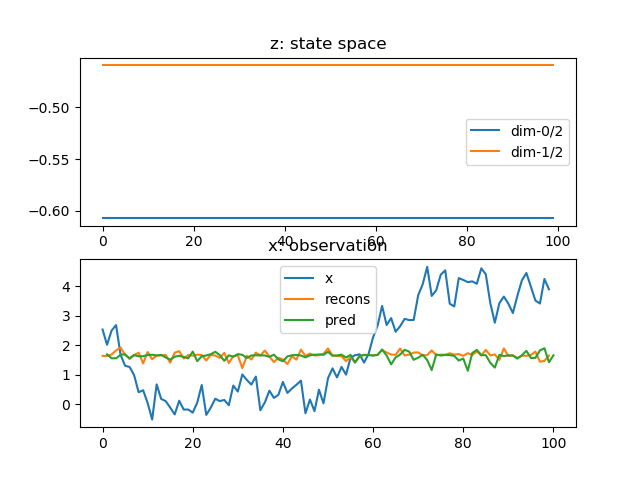 z: state space
−0.50
−0.55
−0.60
dim-0/2
dim-1/2
0 20 40 60 80 100
x: observation
4
3
2
1
0
x
recons
pred
0 20 40 60 80 100